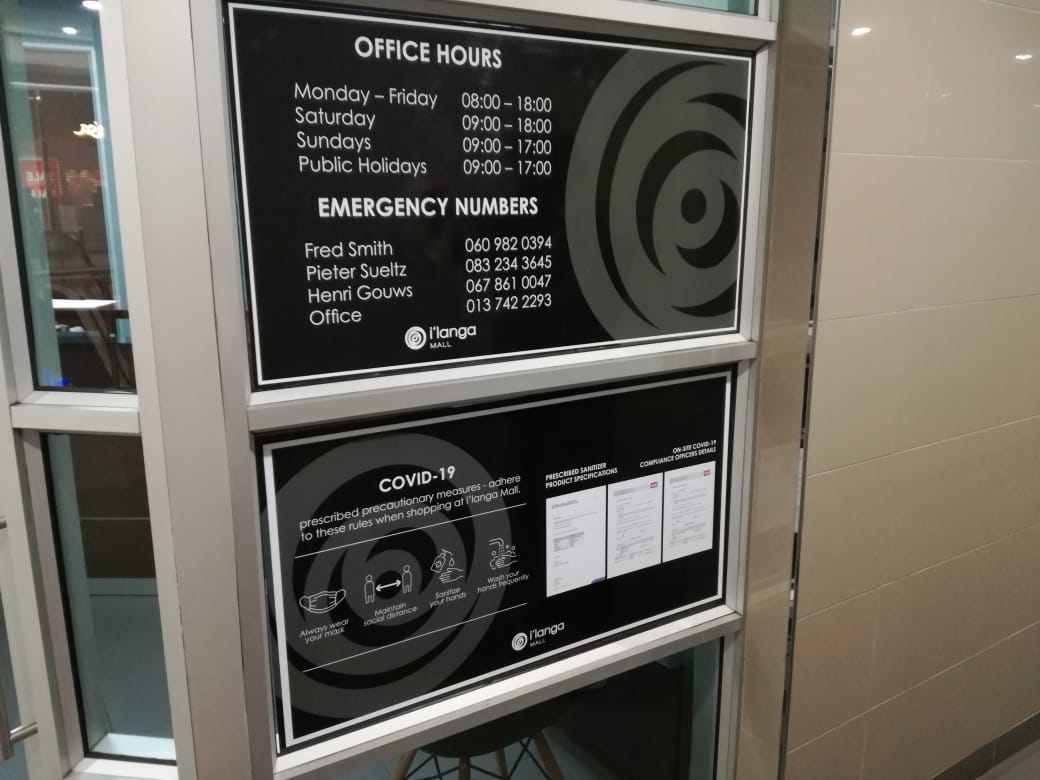 OFFICE HOURS
Monday – Friday 08:00 – 18:00
Saturday 09:00 – 18:00
Sundays 09:00 – 17:00
Public Holidays 09:00 – 17:00
EMERGENCY NUMBERS
Fred Smith 060 982 0394
Pieter Sueltz 083 234 3645
Henri Gouws 067 861 0047
Office 013 742 2293
i'langa
MALL
COVID-19
prescribed precautionary measures - adhere
to these rules when shopping at i'langa Mall.
Always wear
your mask
Maintain
social distance
Sanitize
your hands
Wash your
hands frequently
PRESCRIBED SANITIZER
PRODUCT SPECIFICATIONS
ON-SITE COVID-19
COMPLIANCE OFFICERS DETAILS
i'langa
MALL